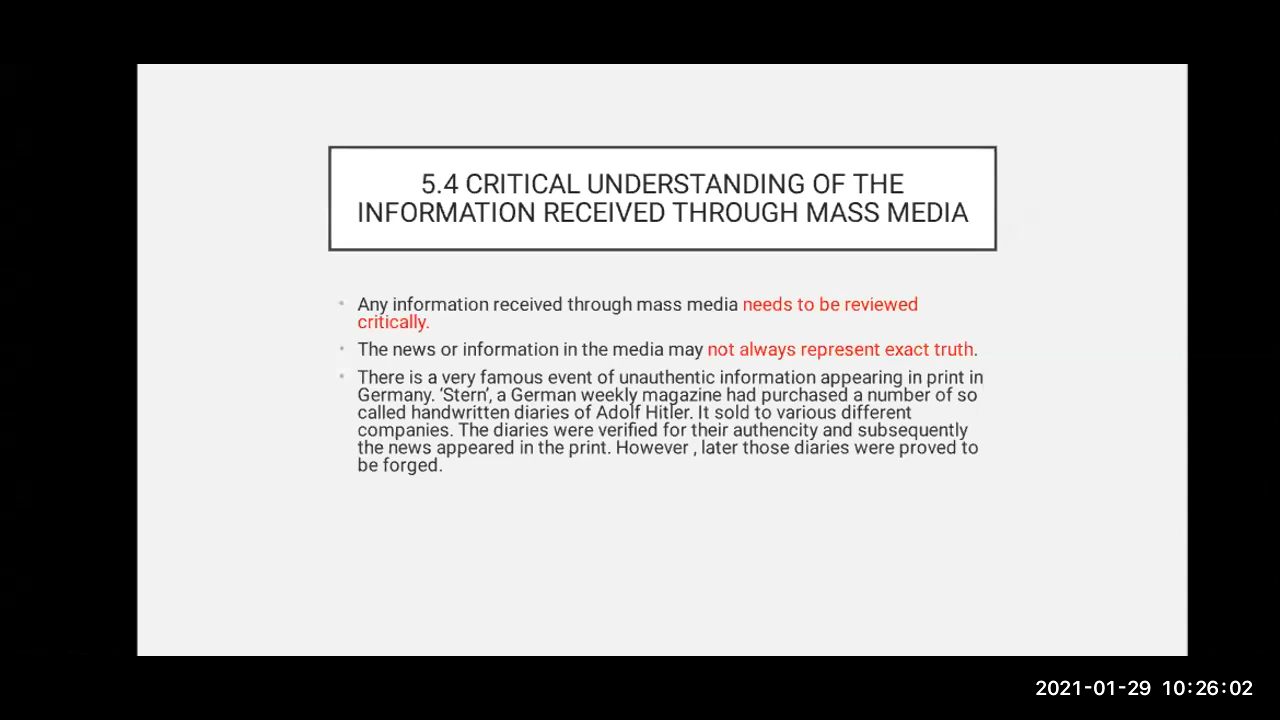 5.4 CRITICAL UNDERSTANDING OF THE
INFORMATION RECEIVED THROUGH MASS MEDIA
• Any information received through mass media needs to be reviewed
critically.
• The news or information in the media may not always represent exact truth.
• There is a very famous event of unauthentic information appearing in print in
Germany. ‘Stern’, a German weekly magazine had purchased a number of so
called handwritten diaries of Adolf Hitler. It sold to various different
companies. The diaries were verified for their authencity and subsequently
the news appeared in the print. However , later those diaries were proved to
be forged.
2021-01-29 10:26:02